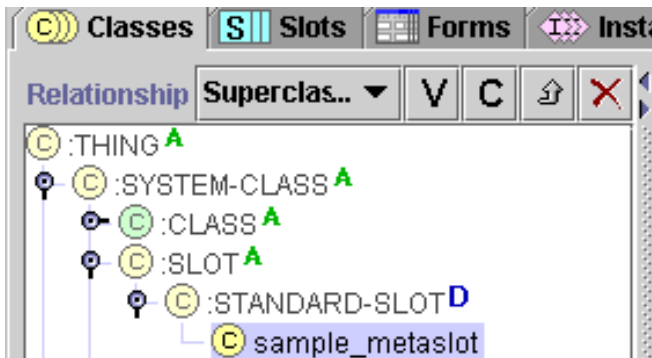 C Classes S Slots Forms I Insta
Relationship Superclas... V C
C :THING A
C :SYSTEM-CLASS A
C :CLASS A
C :SLOT A
C :STANDARD-SLOT D
C sample_metaslot